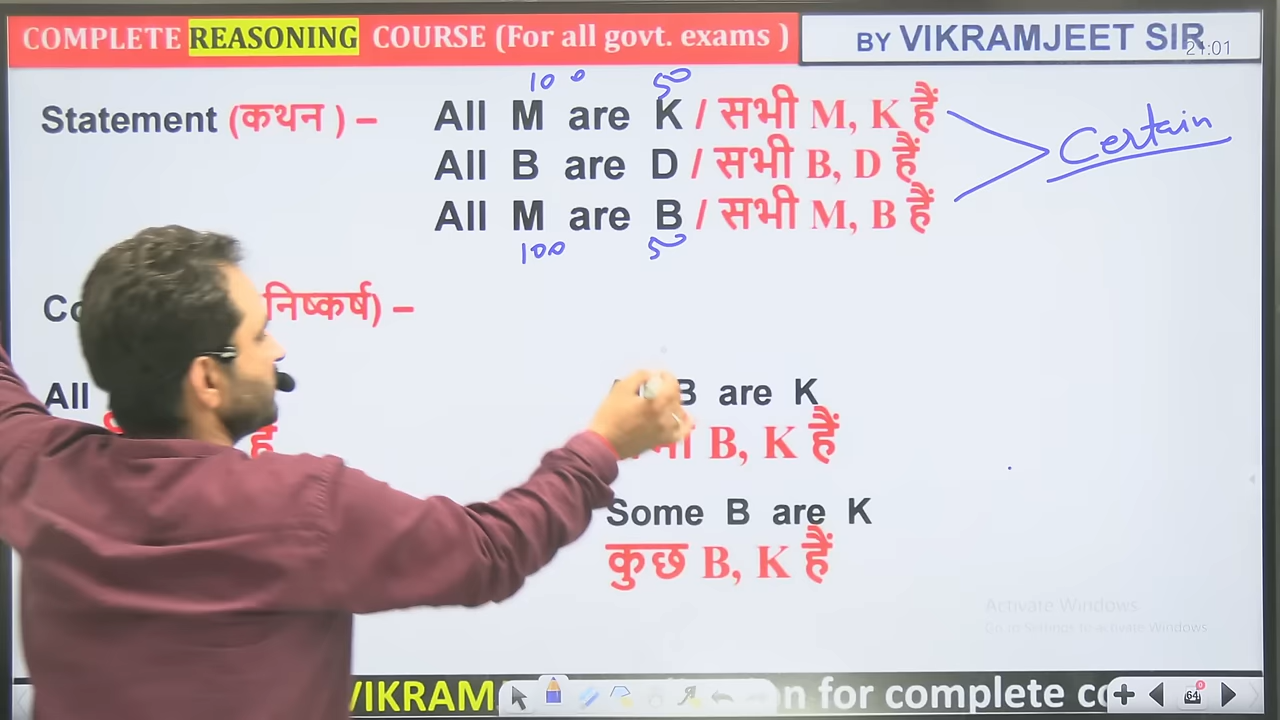 COMPLETE REASONING COURSE (For all govt. exams )
BY VIKRAMJEET SIR
21:01
100 50
Statement (कथन ) – All M are K / सभी M, K हैं
All B are D / सभी B, D हैं
All M are B / सभी M, B हैं
100 50
Certain
निष्कर्ष) –
All
B are K
B, K हैं
Some B are K
कुछ B, K हैं
Activate Windows
Go to Settings to activate Windows.
VIKRAM
for complete
64